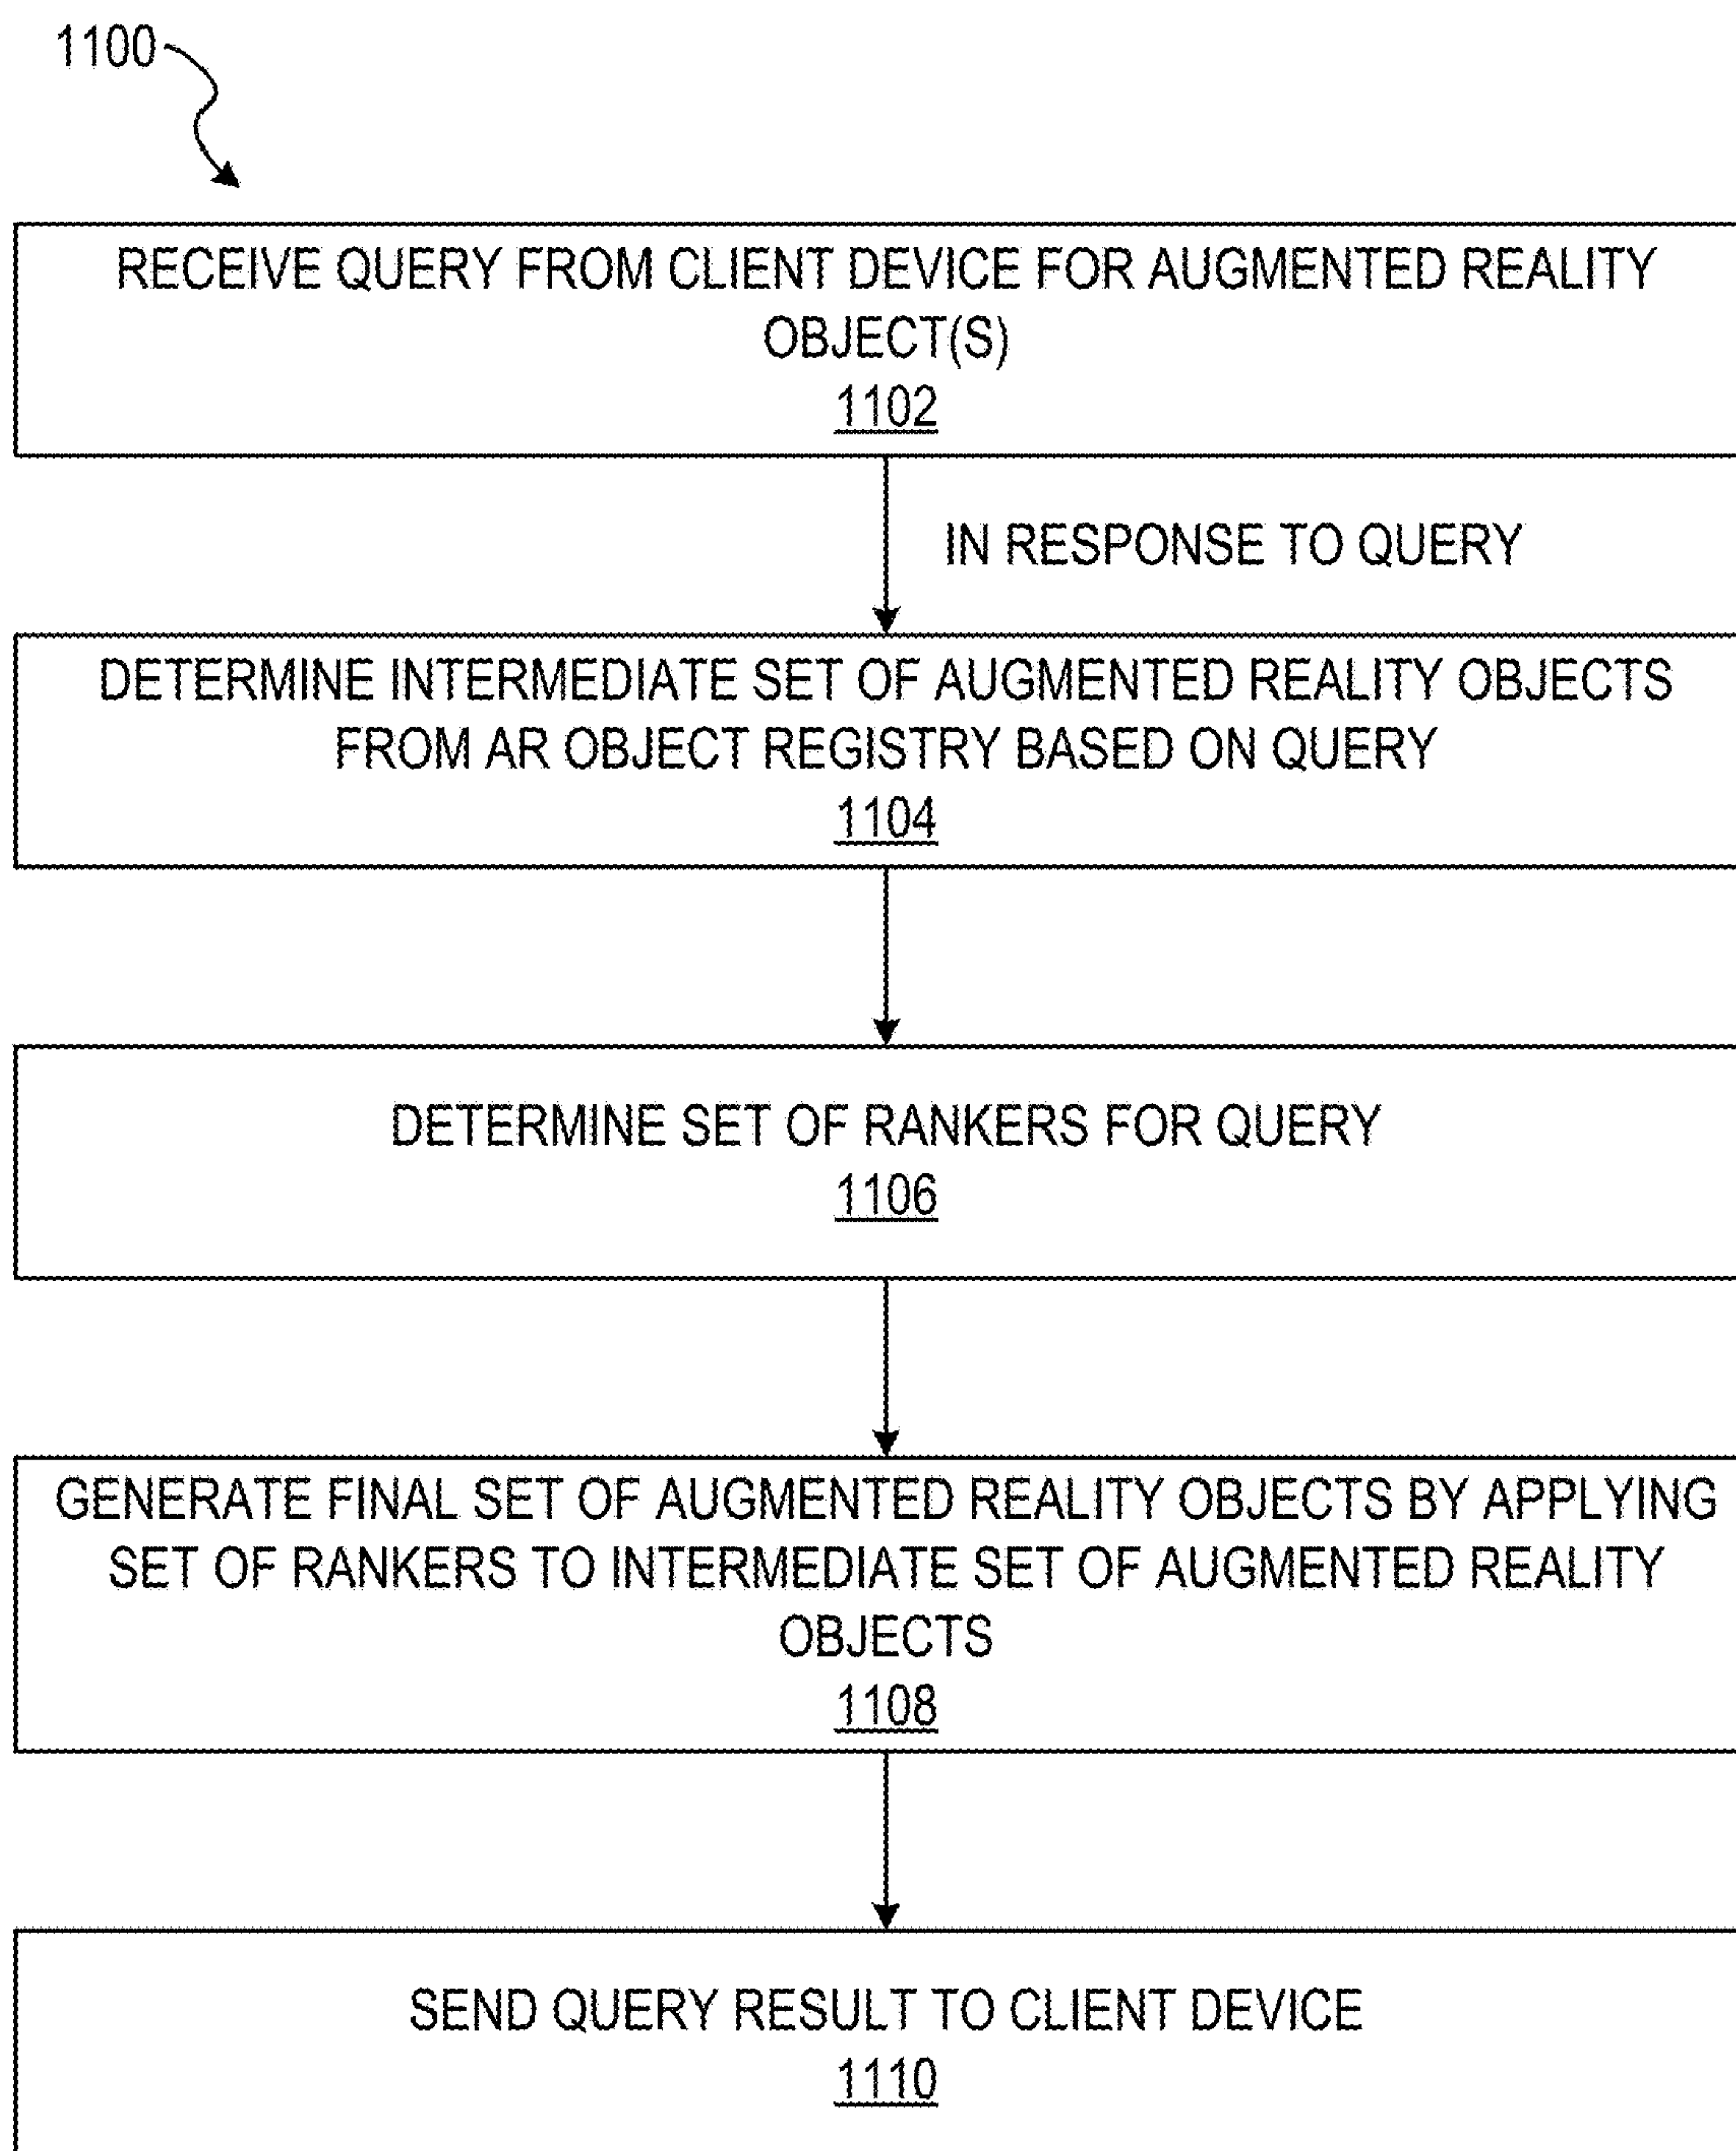 1100
RECEIVE QUERY FROM CLIENT DEVICE FOR AUGMENTED REALITY
OBJECT(S)
1102
IN RESPONSE TO QUERY
DETERMINE INTERMEDIATE SET OF AUGMENTED REALITY OBJECTS
FROM AR OBJECT REGISTRY BASED ON QUERY
1104
DETERMINE SET OF RANKERS FOR QUERY
1106
GENERATE FINAL SET OF AUGMENTED REALITY OBJECTS BY APPLYING
SET OF RANKERS TO INTERMEDIATE SET OF AUGMENTED REALITY
OBJECTS
1108
SEND QUERY RESULT TO CLIENT DEVICE
1110